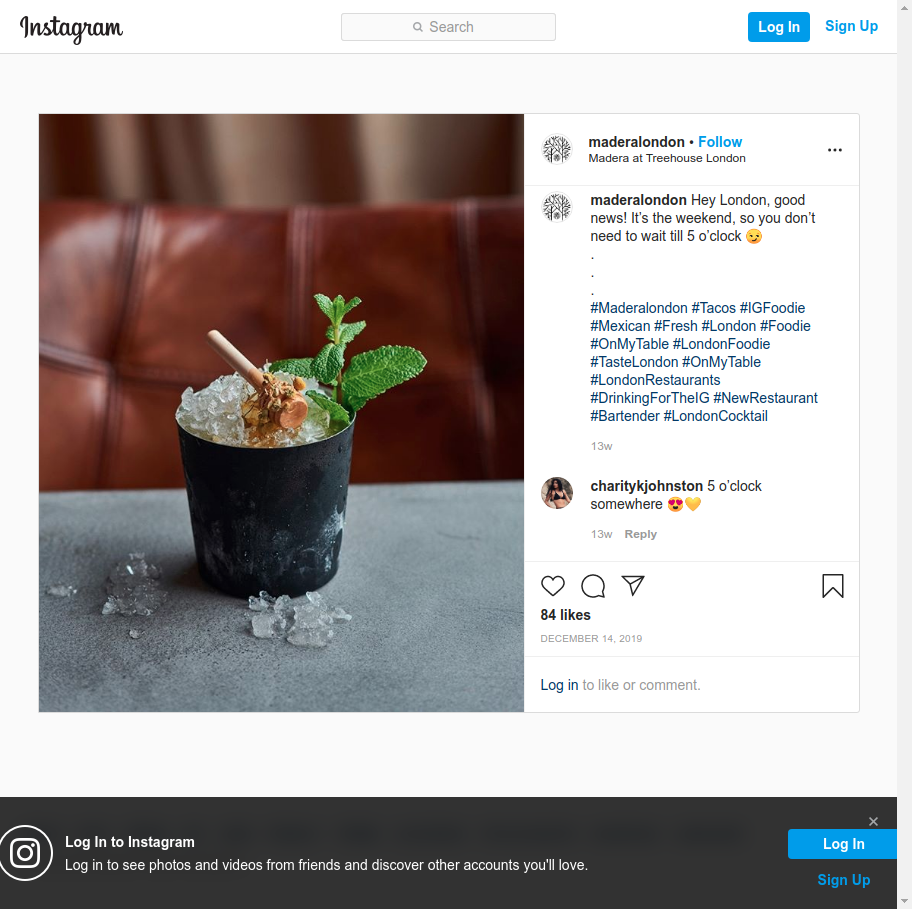 Instagram
Search
Log In
Sign Up
maderalondon • Follow
Madera at Treehouse London
maderalondon Hey London, good
news! It’s the weekend, so you don’t
need to wait till 5 o’clock 😏
.
.
.
#Maderalondon #Tacos #IGFoodie
#Mexican #Fresh #London #Foodie
#OnMyTable #LondonFoodie
#TasteLondon #OnMyTable
#LondonRestaurants
#DrinkingForTheIG #NewRestaurant
#Bartender #LondonCocktail
13w
charitykjohnston 5 o’clock
somewhere 😍💛
13w Reply
84 likes
DECEMBER 14, 2019
Log in to like or comment.
Log In to Instagram
Log in to see photos and videos from friends and discover other accounts you'll love.
Log In
Sign Up